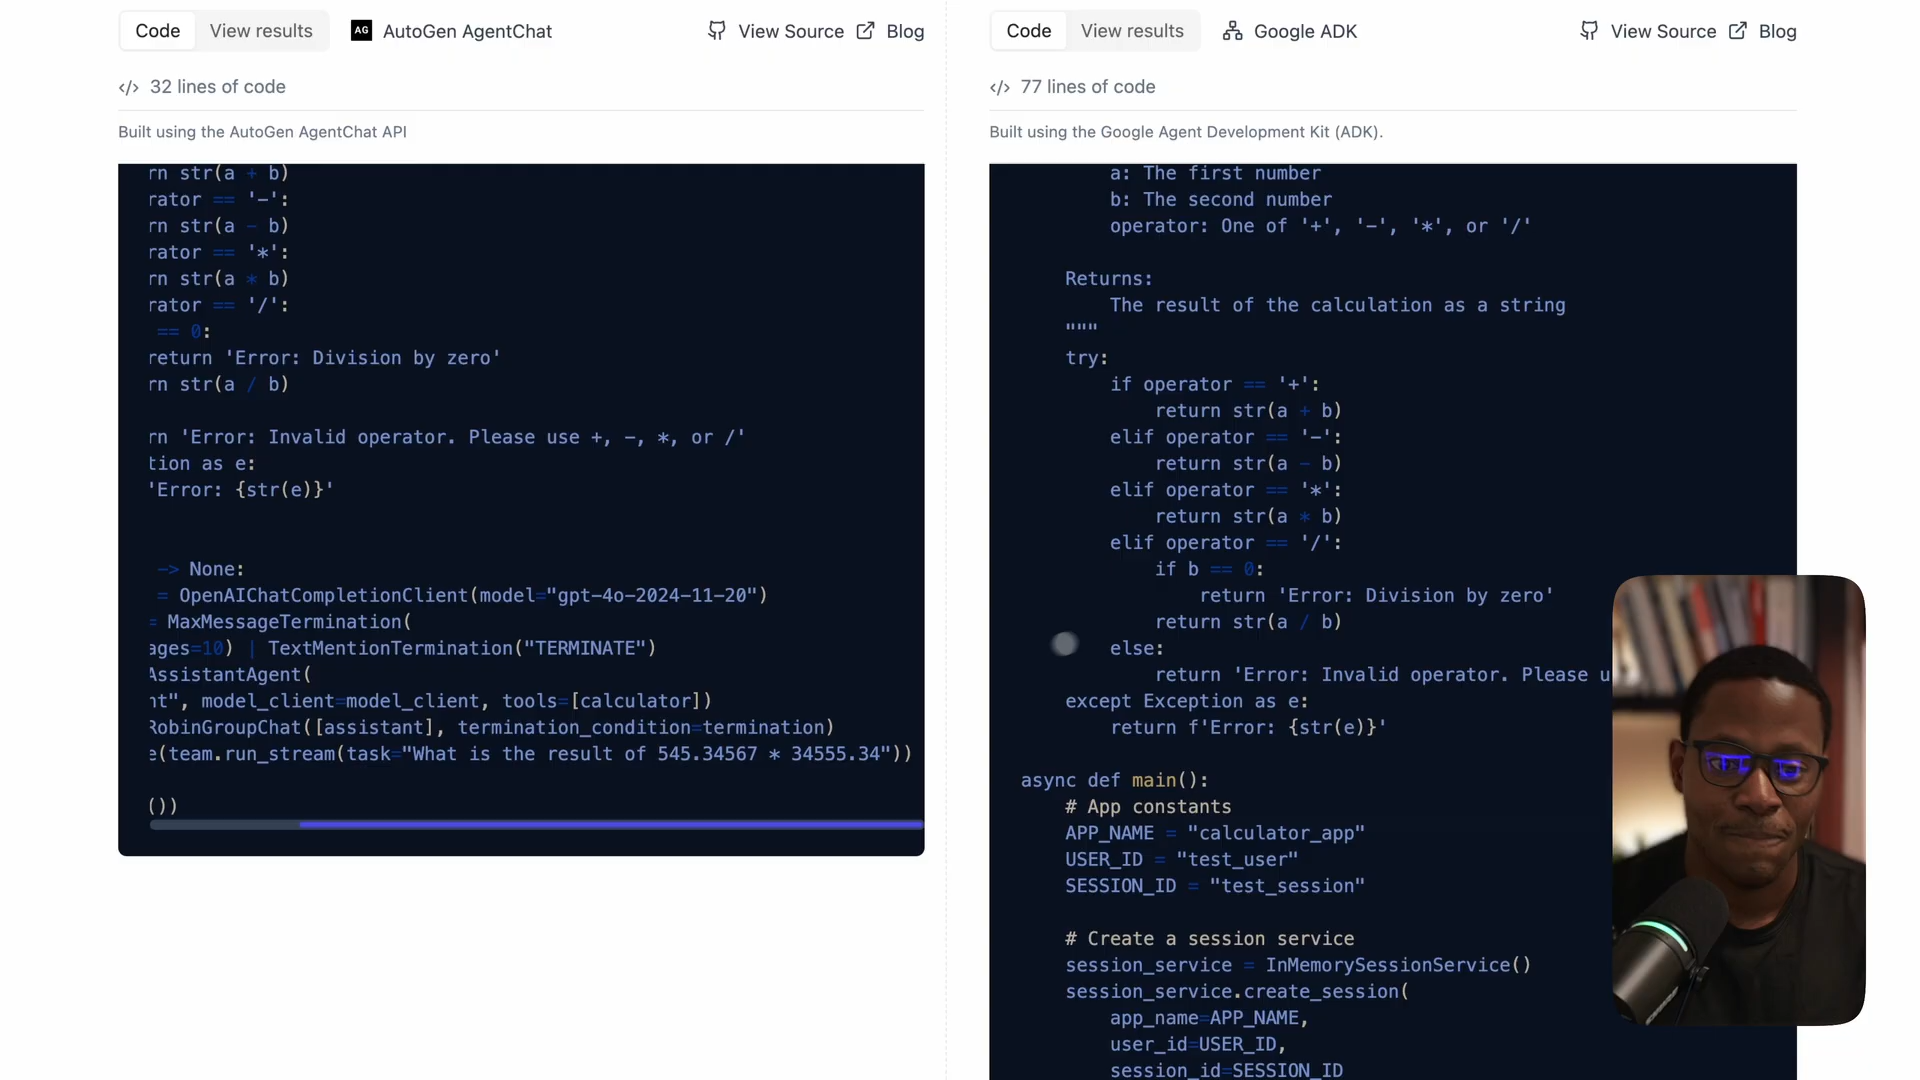 Code View results AG AutoGen AgentChat View Source Blog
32 lines of code
Built using the AutoGen AgentChat API
rn str(a + b)
rator == '-':
rn str(a - b)
rator == '*':
rn str(a * b)
rator == '/':
== 0:
return 'Error: Division by zero'
rn str(a / b)
rn 'Error: Invalid operator. Please use +, -, *, or /'
tion as e:
'Error: {str(e)}'
-> None:
= OpenAIChatCompletionClient(model="gpt-4o-2024-11-20")
= MaxMessageTermination(
ages=10) | TextMentionTermination("TERMINATE")
AssistantAgent(
nt", model_client=model_client, tools=[calculator])
RobinGroupChat([assistant], termination_condition=termination)
e(team.run_stream(task="What is the result of 545.34567 * 34555.34"))
())
Code View results Google ADK View Source Blog
77 lines of code
Built using the Google Agent Development Kit (ADK).
a: The first number
b: The second number
operator: One of '+', '-', '*', or '/'
Returns:
The result of the calculation as a string
"""
try:
if operator == '+':
return str(a + b)
elif operator == '-':
return str(a - b)
elif operator == '*':
return str(a * b)
elif operator == '/':
if b == 0:
return 'Error: Division by zero'
return str(a / b)
else:
return 'Error: Invalid operator. Please u
except Exception as e:
return f'Error: {str(e)}'
async def main():
# App constants
APP_NAME = "calculator_app"
USER_ID = "test_user"
SESSION_ID = "test_session"
# Create a session service
session_service = InMemorySessionService()
session_service.create_session(
app_name=APP_NAME,
user_id=USER_ID,
session_id=SESSION_ID